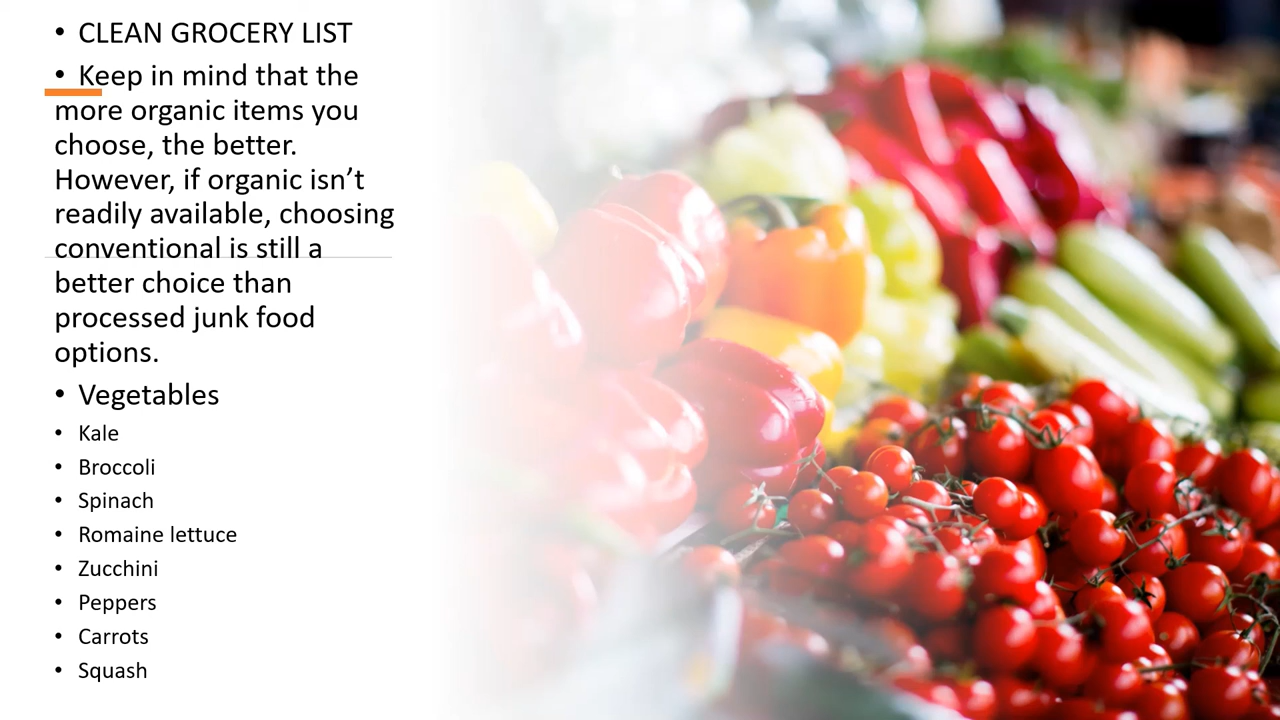 • CLEAN GROCERY LIST
• Keep in mind that the
more organic items you
choose, the better.
However, if organic isn’t
readily available, choosing
conventional is still a
better choice than
processed junk food
options.
• Vegetables
• Kale
• Broccoli
• Spinach
• Romaine lettuce
• Zucchini
• Peppers
• Carrots
• Squash